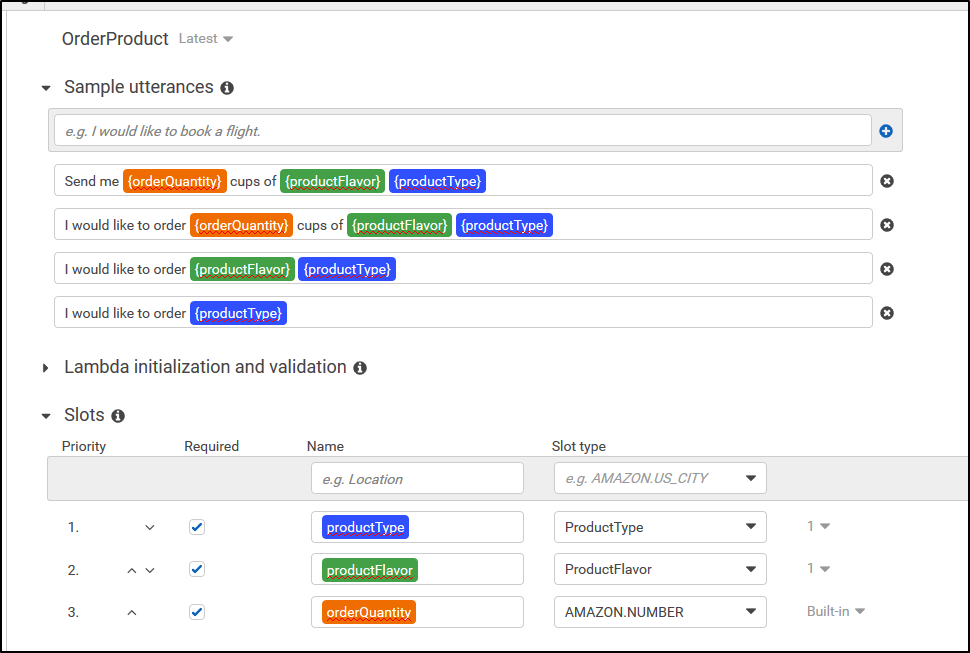 OrderProduct Latest
Sample utterances
e.g. I would like to book a flight.
Send me {orderQuantity} cups of {productFlavor} {productType}
I would like to order {orderQuantity} cups of {productFlavor} {productType}
I would like to order {productFlavor} {productType}
I would like to order {productType}
Lambda initialization and validation
Slots
Priority Required Name Slot type
e.g. Location e.g. AMAZON.US_CITY
1. productType ProductType 1
2. productFlavor ProductFlavor 1
3. orderQuantity AMAZON.NUMBER Built-in